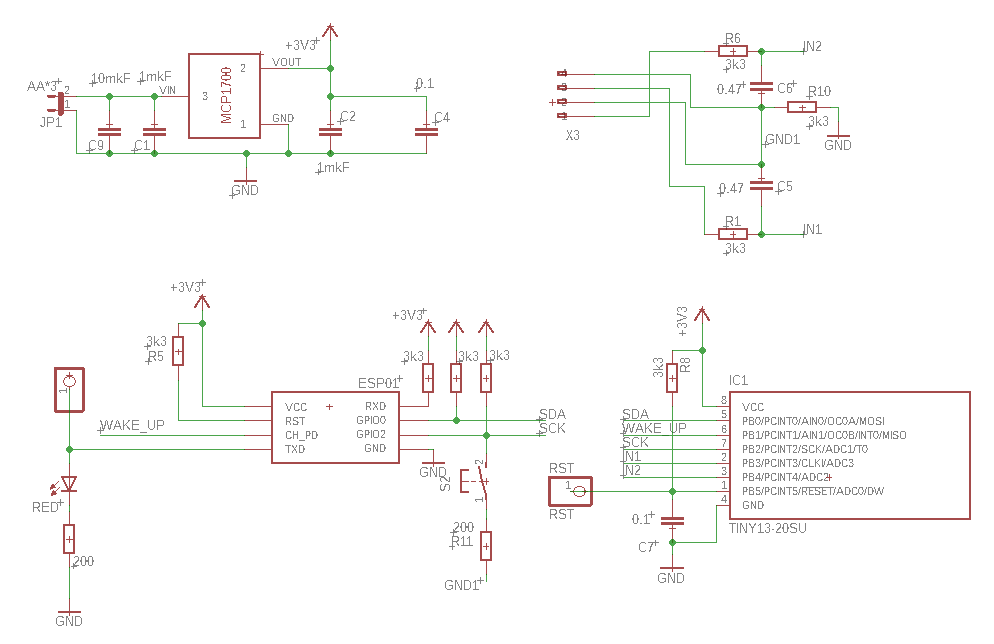 +3V3
10mkF
1mkF
AA*3
2
1
JP1
VIN
3
MCP1700
2
1
VOUT
GND
C9
C1
C2
1mkF
0.1
C4
GND
R6
3k3
IN2
0.47
C6
R10
3k3
GND
4
3
2
1
X3
GND1
0.47
C5
R1
3k3
IN1
+3V3
3k3
R5
+3V3
3k3
3k3
3k3
ESP01
VCC
RST
CH_PD
TXD
RXD
GPIO0
GPIO2
GND
1
WAKE_UP
RED
200
GND
SDA
SCK
GND
S2
2
1
200
R11
GND1
+3V3
3k3
R8
IC1
SDA
WAKE_UP
SCK
IN1
IN2
8
5
6
7
2
3
1
4
VCC
PB0/PCINT0/AIN0/OC0A/MOSI
PB1/PCINT1/AIN1/OC0B/INT0/MISO
PB2/PCINT2/SCK/ADC1/T0
PB3/PCINT3/CLKI/ADC3
PB4/PCINT4/ADC2
PB5/PCINT5/RESET/ADC0/DW
GND
TINY13-20SU
RST
1
RST
0.1
C7
GND